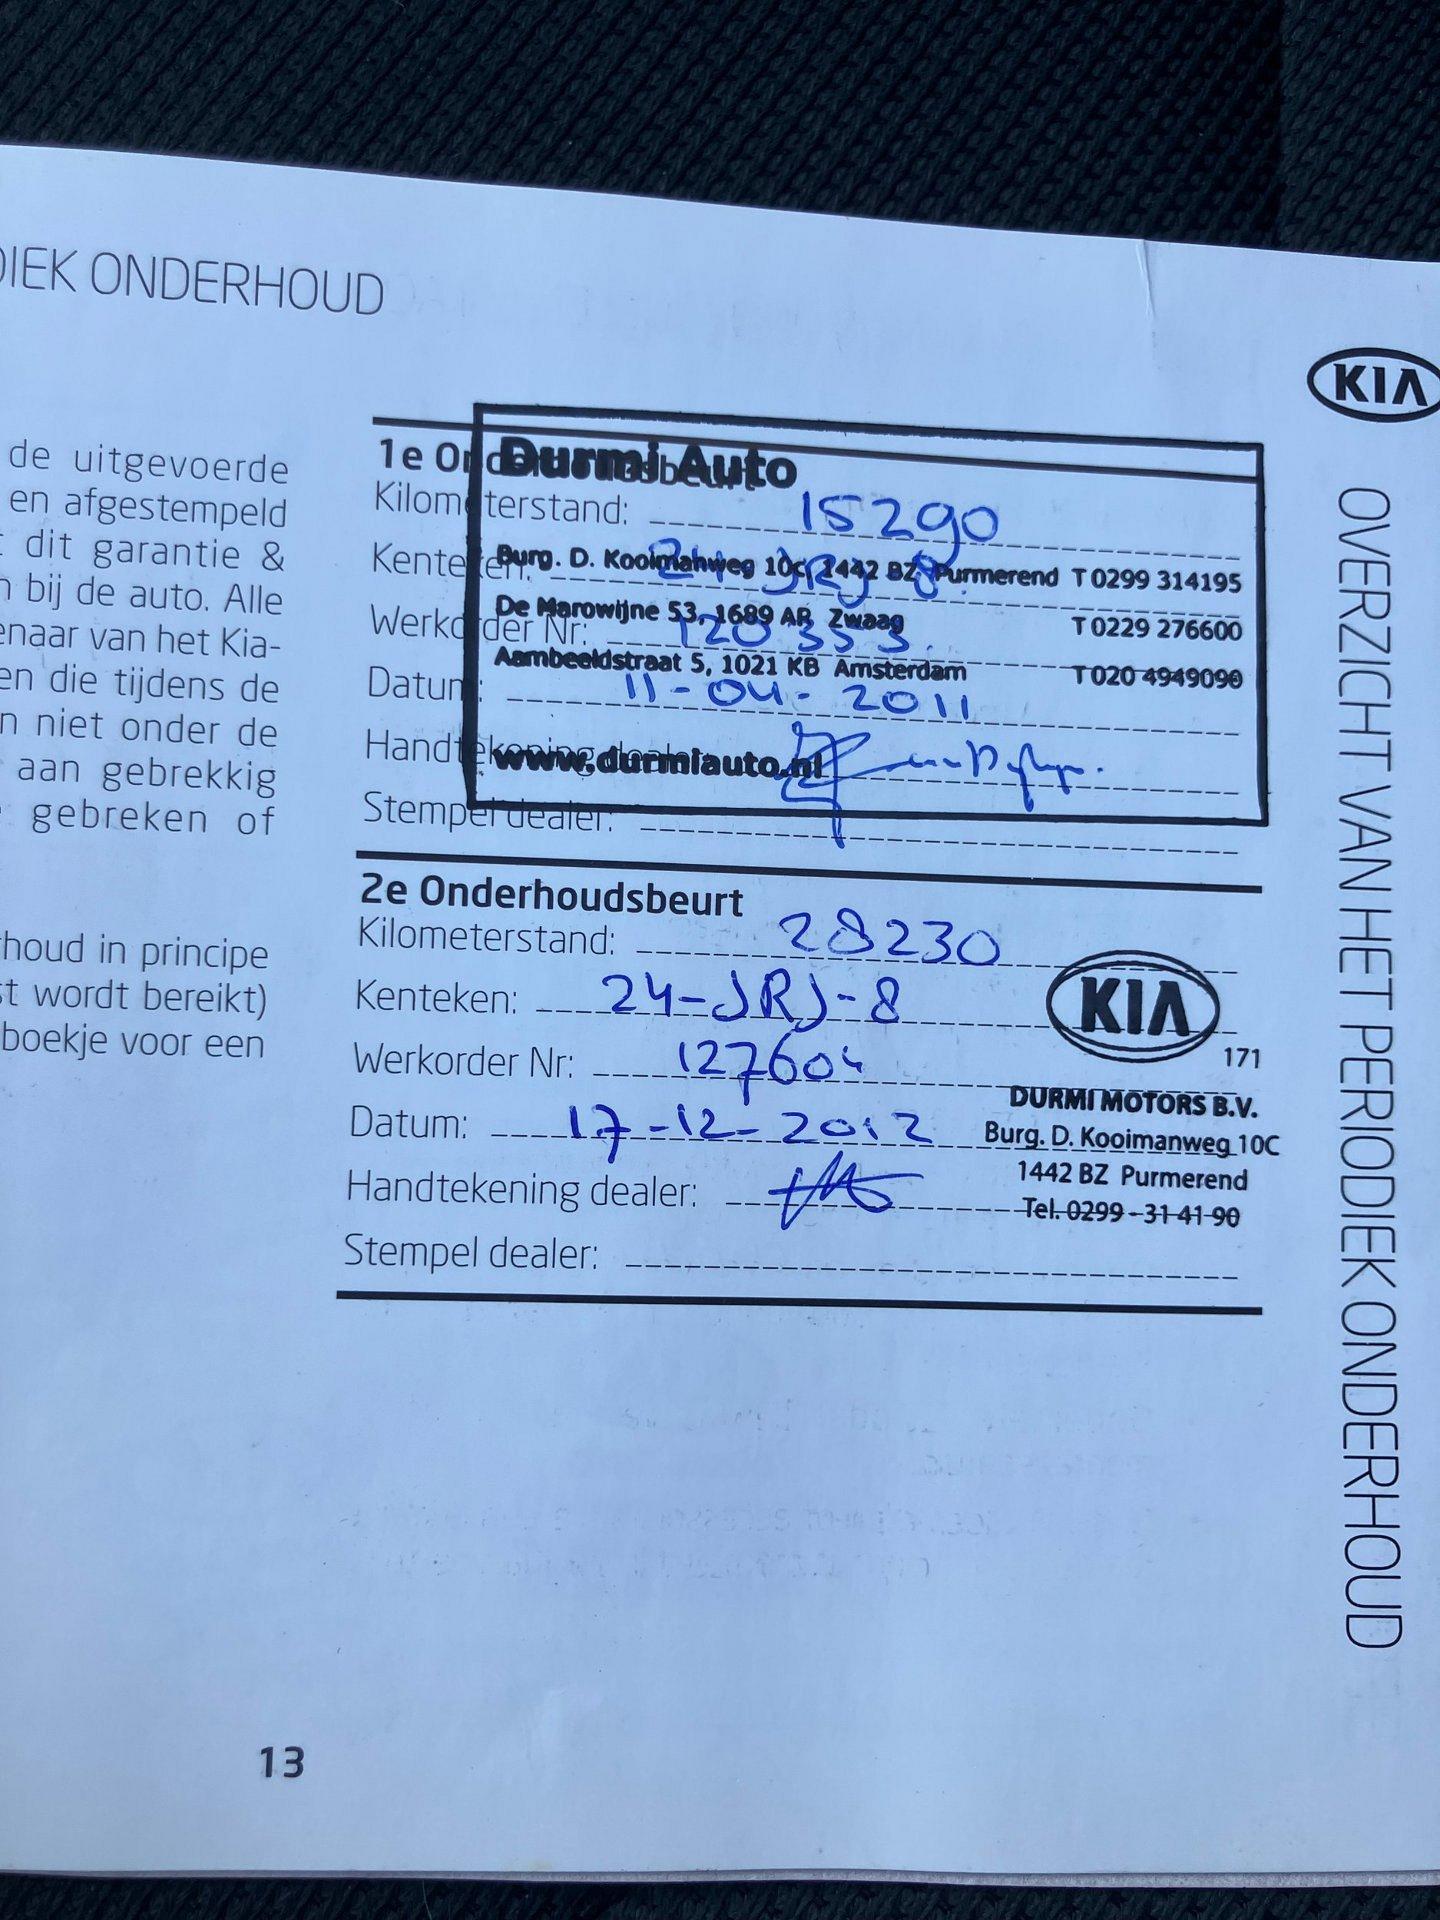 DIEK ONDERHOUD
de uitgevoerde
en afgestempeld
dit garantie &
bij de auto. Alle
enaar van het Kia-
en die tijdens de
n niet onder de
aan gebrekkig
gebreken of
houd in principe
st wordt bereikt)
boekje voor een
13
1e Onderhoudsbeurt
Durmi Auto
Kilometerstand: 15290
Kenteken: 24-JRJ-8
Burg. D. Kooimanweg 10c, 1442 BZ Purmerend T 0299 314195
De Marowijne 53, 1689 AR Zwaag T 0229 276600
Werkorder Nr: 120353
Aambeeldstraat 5, 1021 KB Amsterdam T 020 4949090
Datum: 11-04-2011
Handtekening dealer:
www.durmiauto.nl
Stempel dealer:
2e Onderhoudsbeurt
Kilometerstand: 28230
Kenteken: 24-JRJ-8
Werkorder Nr: 127604
Datum: 17-12-2012
Handtekening dealer:
Stempel dealer:
KIA
171
DURMI MOTORS B.V.
Burg. D. Kooimanweg 10C
1442 BZ Purmerend
Tel. 0299-31 41 90
KIA
OVERZICHT VAN HET PERIODIEK ONDERHOUD